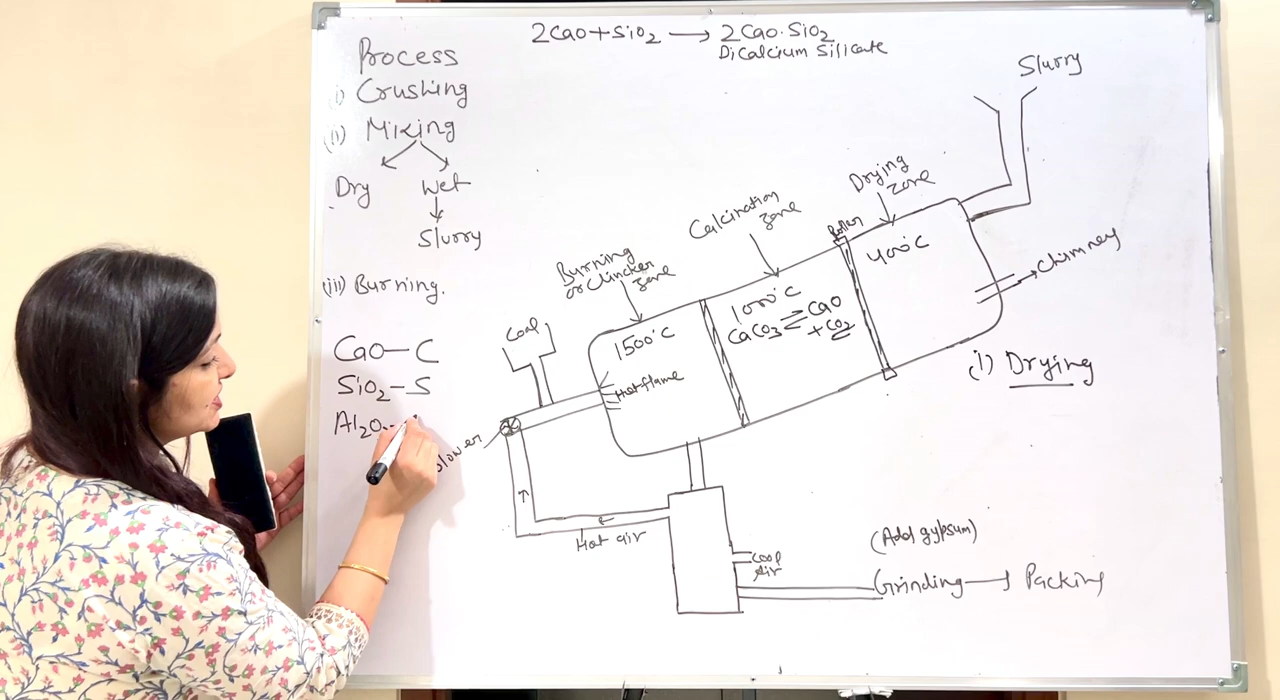 2CaO+SiO2 → 2CaO·SiO2
Dicalcium Silicate
Process
(i) Crushing
(ii) Mixing
Dry Wet
Slurry
(iii) Burning.
CaO — C
SiO2 — S
Al2O
Slurry
Drying
zone
Calcination
zone
Burning
or Clincker
zone
Roller
400°C
Chimney
1000°C
CaCO3 ⇌ CaO
+ CO2
1500°C
Hot flame
Coal
Blower
(i) Drying
Hot air
Cool
Air
(Add gypsum)
Grinding → Packing